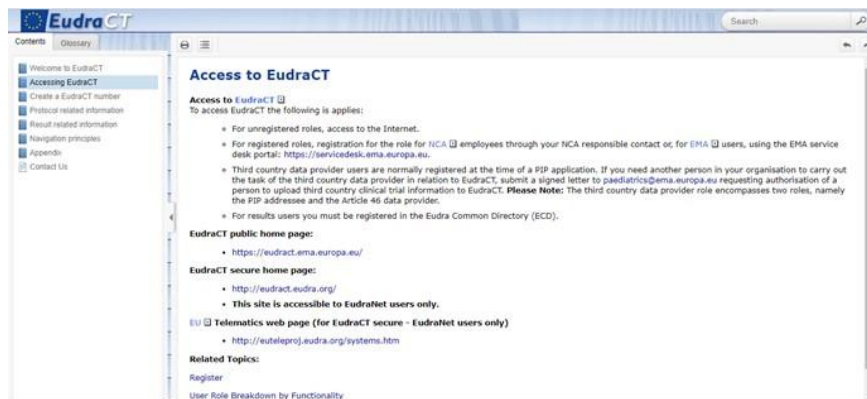 EudraCT
Search
Contents
Glossary
Welcome to EudraCT
Accessing EudraCT
Create a EudraCT number
Protocol related information
Result related information
Navigation principles
Appendix
Contact Us
Access to EudraCT
Access to EudraCT
To access EudraCT the following is applies:
For unregistered roles, access to the Internet.
For registered roles, registration for the role for NCA employees through your NCA responsible contact or, for EMA users, using the EMA service
desk portal: https://servicedesk.ema.europa.eu.
Third country data provider users are normally registered at the time of a PIP application. If you need another person in your organisation to carry out
the task of the third country data provider in relation to EudraCT, submit a signed letter to paediatrics@ema.europa.eu requesting authorisation of a
person to upload third country clinical trial information to EudraCT. Please Note: The third country data provider role encompasses two roles, namely
the PIP addressee and the Article 46 data provider.
For results users you must be registered in the Eudra Common Directory (ECD).
EudraCT public home page:
https://eudract.ema.europa.eu/
EudraCT secure home page:
http://eudract.eudra.org/
This site is accessible to EudraNet users only.
EU Telematics web page (for EudraCT secure - EudraNet users only)
http://euteleproj.eudra.org/systems.htm
Related Topics:
Register
User Role Breakdown by Functionality